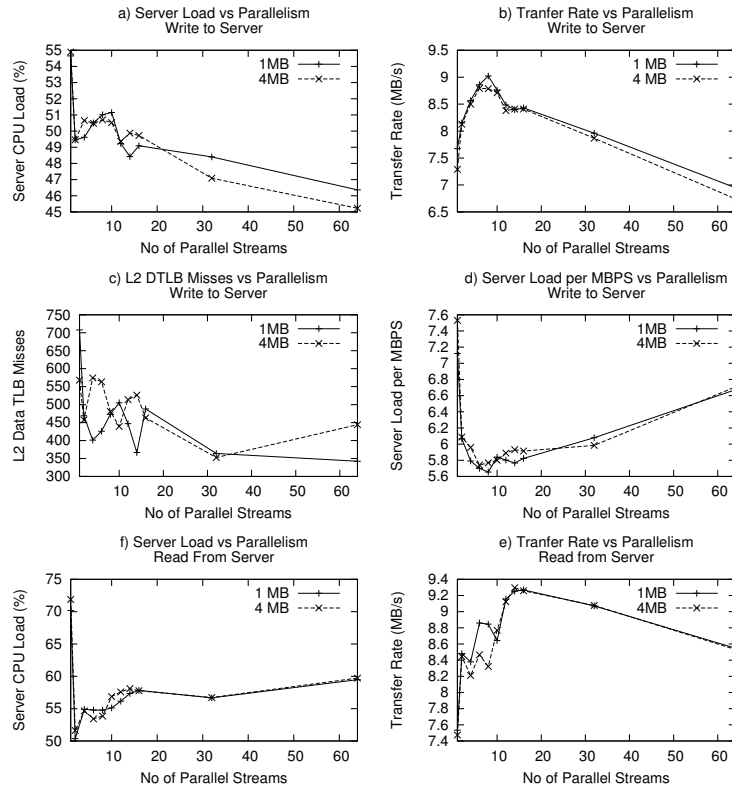 a) Server Load vs Parallelism
Write to Server
55
54
53
52
51
50
49
48
47
46
45
Server CPU Load (%)
1MB
4MB
10 20 30 40 50 60
No of Parallel Streams
b) Tranfer Rate vs Parallelism
Write to Server
9.5
9
8.5
8
7.5
7
6.5
Transfer Rate (MB/s)
1 MB
4 MB
0 10 20 30 40 50 60
No of Parallel Streams
c) L2 DTLB Misses vs Parallelism
Write to Server
750
700
650
600
550
500
450
400
350
300
L2 Data TLB Misses
1MB
4MB
10 20 30 40 50 60
No of Parallel Streams
d) Server Load per MBPS vs Parallelism
Write to Server
7.6
7.4
7.2
7
6.8
6.6
6.4
6.2
6
5.8
5.6
Server Load per MBPS
1MB
4MB
10 20 30 40 50 60
No of Parallel Streams
f) Server Load vs Parallelism
Read From Server
75
70
65
60
55
50
Server CPU Load (%)
1 MB
4 MB
10 20 30 40 50 60
No of Parallel Streams
e) Tranfer Rate vs Parallelism
Read from Server
9.4
9.2
9
8.8
8.6
8.4
8.2
8
7.8
7.6
7.4
Transfer Rate (MB/s)
1MB
4MB
10 20 30 40 50 60
No of Parallel Streams